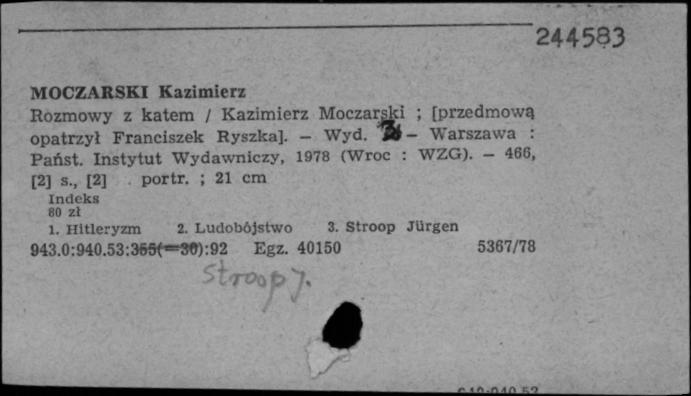 244583
MOCZARSKI Kazimierz
Rozmowy z katem / Kazimierz Moczarski ; [przedmową
opatrzył Franciszek Ryszka]. — Wyd. — Warszawa :
Państ. Instytut Wydawniczy, 1978 (Wroc : WZG). — 466,
[2] s., [2] portr. ; 21 cm
Indeks
80 zł
1. Hitleryzm 2. Ludobójstwo 3. Stroop Jürgen
943.0:940.53:355(=30):92 Egz. 40150 5367/78
Stroop J.